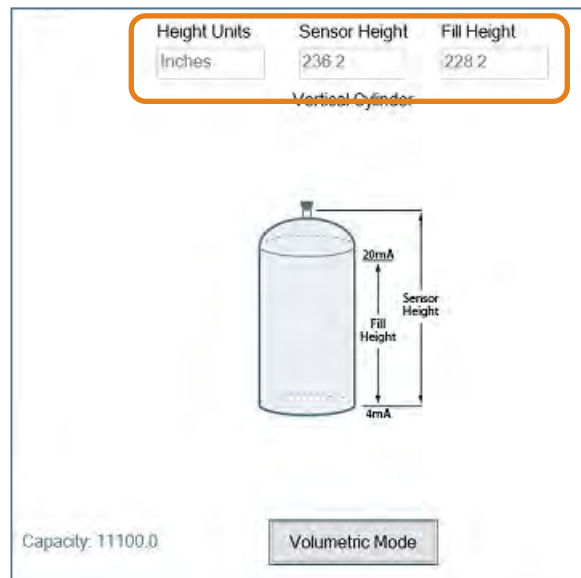 Height Units Sensor Height Fill Height
Inches 236.2 228.2
Vertical Cylinder
20mA
Sensor
Height
Fill
Height
4mA
Capacity: 11100.0 Volumetric Mode